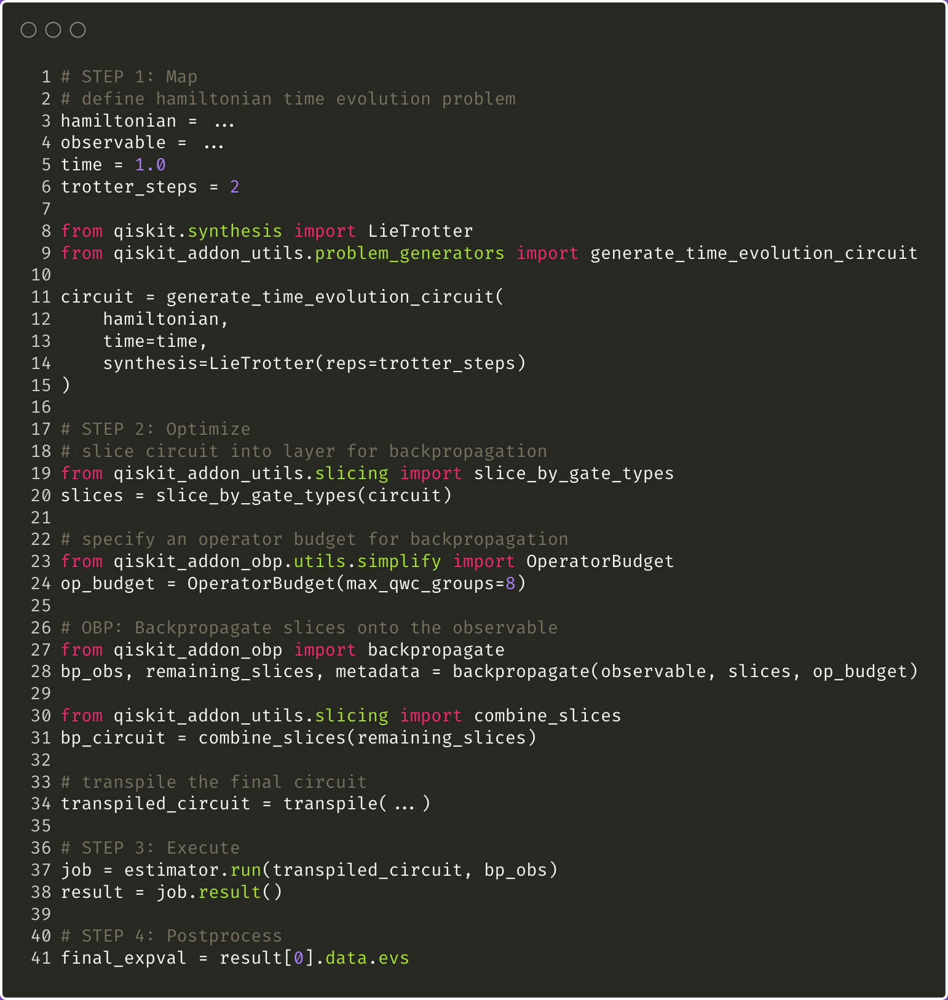 1 # STEP 1: Map
2 # define hamiltonian time evolution problem
3 hamiltonian = ...
4 observable = ...
5 time = 1.0
6 trotter_steps = 2
7
8 from qiskit.synthesis import LieTrotter
9 from qiskit_addon_utils.problem_generators import generate_time_evolution_circuit
10
11 circuit = generate_time_evolution_circuit(
12     hamiltonian,
13     time=time,
14     synthesis=LieTrotter(reps=trotter_steps)
15 )
16
17 # STEP 2: Optimize
18 # slice circuit into layer for backpropagation
19 from qiskit_addon_utils.slicing import slice_by_gate_types
20 slices = slice_by_gate_types(circuit)
21
22 # specify an operator budget for backpropagation
23 from qiskit_addon_obp.utils.simplify import OperatorBudget
24 op_budget = OperatorBudget(max_qwc_groups=8)
25
26 # OBP: Backpropagate slices onto the observable
27 from qiskit_addon_obp import backpropagate
28 bp_obs, remaining_slices, metadata = backpropagate(observable, slices, op_budget)
29
30 from qiskit_addon_utils.slicing import combine_slices
31 bp_circuit = combine_slices(remaining_slices)
32
33 # transpile the final circuit
34 transpiled_circuit = transpile(...)
35
36 # STEP 3: Execute
37 job = estimator.run(transpiled_circuit, bp_obs)
38 result = job.result()
39
40 # STEP 4: Postprocess
41 final_expval = result[0].data.evs